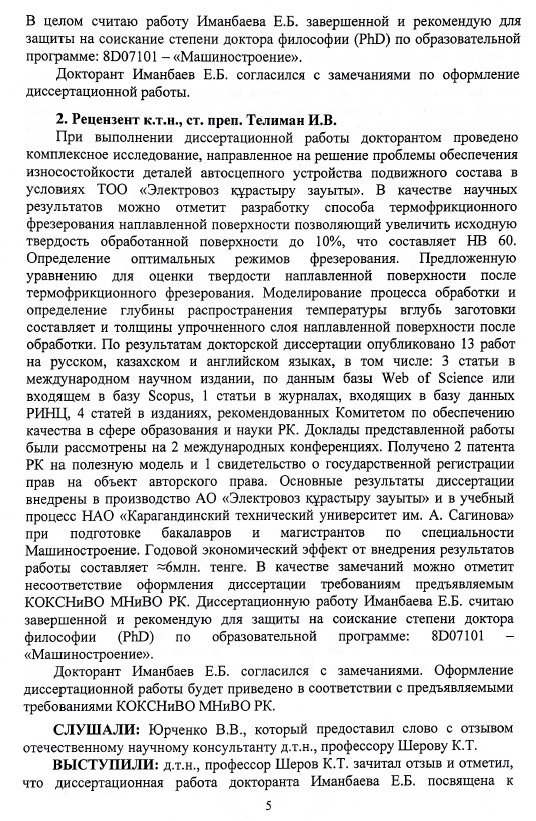 В целом считаю работу Иманбаева Е.Б. завершенной и рекомендую для
защиты на соискание степени доктора философии (PhD) по образовательной
программе: 8D07101 – «Машиностроение».
Докторант Иманбаев Е.Б. согласился с замечаниями по оформление
диссертационной работы.
2. Рецензент к.т.н., ст. преп. Телиман И.В.
При выполнении диссертационной работы докторантом проведено
комплексное исследование, направленное на решение проблемы обеспечения
износостойкости деталей автосцепного устройства подвижного состава в
условиях ТОО «Электровоз құрастыру зауыты». В качестве научных
результатов можно отметит разработку способа термофрикционного
фрезерования наплавленной поверхности позволяющий увеличить исходную
твердость обработанной поверхности до 10%, что составляет НВ 60.
Определение оптимальных режимов фрезерования. Предложенную
уравнению для оценки твердости наплавленной поверхности после
термофрикционного фрезерования. Моделирование процесса обработки и
определение глубины распространения температуры вглубь заготовки
составляет и толщины упрочненного слоя наплавленной поверхности после
обработки. По результатам докторской диссертации опубликовано 13 работ
на русском, казахском и английском языках, в том числе: 3 статьи в
международном научном издании, по данным базы Web of Science или
входящем в базу Scopus, 1 статьи в журналах, входящих в базу данных
РИНЦ, 4 статей в изданиях, рекомендованных Комитетом по обеспечению
качества в сфере образования и науки РК. Доклады представленной работы
были рассмотрены на 2 международных конференциях. Получено 2 патента
РК на полезную модель и 1 свидетельство о государственной регистрации
прав на объект авторского права. Основные результаты диссертации
внедрены в производство АО «Электровоз құрастыру зауыты» и в учебный
процесс НАО «Карагандинский технический университет им. А. Сагинова»
при подготовке бакалавров и магистрантов по специальности
Машиностроение. Годовой экономический эффект от внедрения результатов
работы составляет ≈6млн. тенге. В качестве замечаний можно отметит
несоответствие оформления диссертации требованиям предъявляемым
КОКСНиВО МНиВО РК. Диссертационную работу Иманбаева Е.Б. считаю
завершенной и рекомендую для защиты на соискание степени доктора
философии (PhD) по образовательной программе: 8D07101 –
«Машиностроение».
Докторант Иманбаев Е.Б. согласился с замечаниями. Оформление
диссертационной работы будет приведено в соответствии с предъявляемыми
требованиями КОКСНиВО МНиВО РК.
СЛУШАЛИ: Юрченко В.В., который предоставил слово с отзывом
отечественному научному консультанту д.т.н., профессору Шерову К.Т.
ВЫСТУПИЛИ: д.т.н., профессор Шеров К.Т. зачитал отзыв и отметил,
что диссертационная работа докторанта Иманбаева Е.Б. посвящена к
5